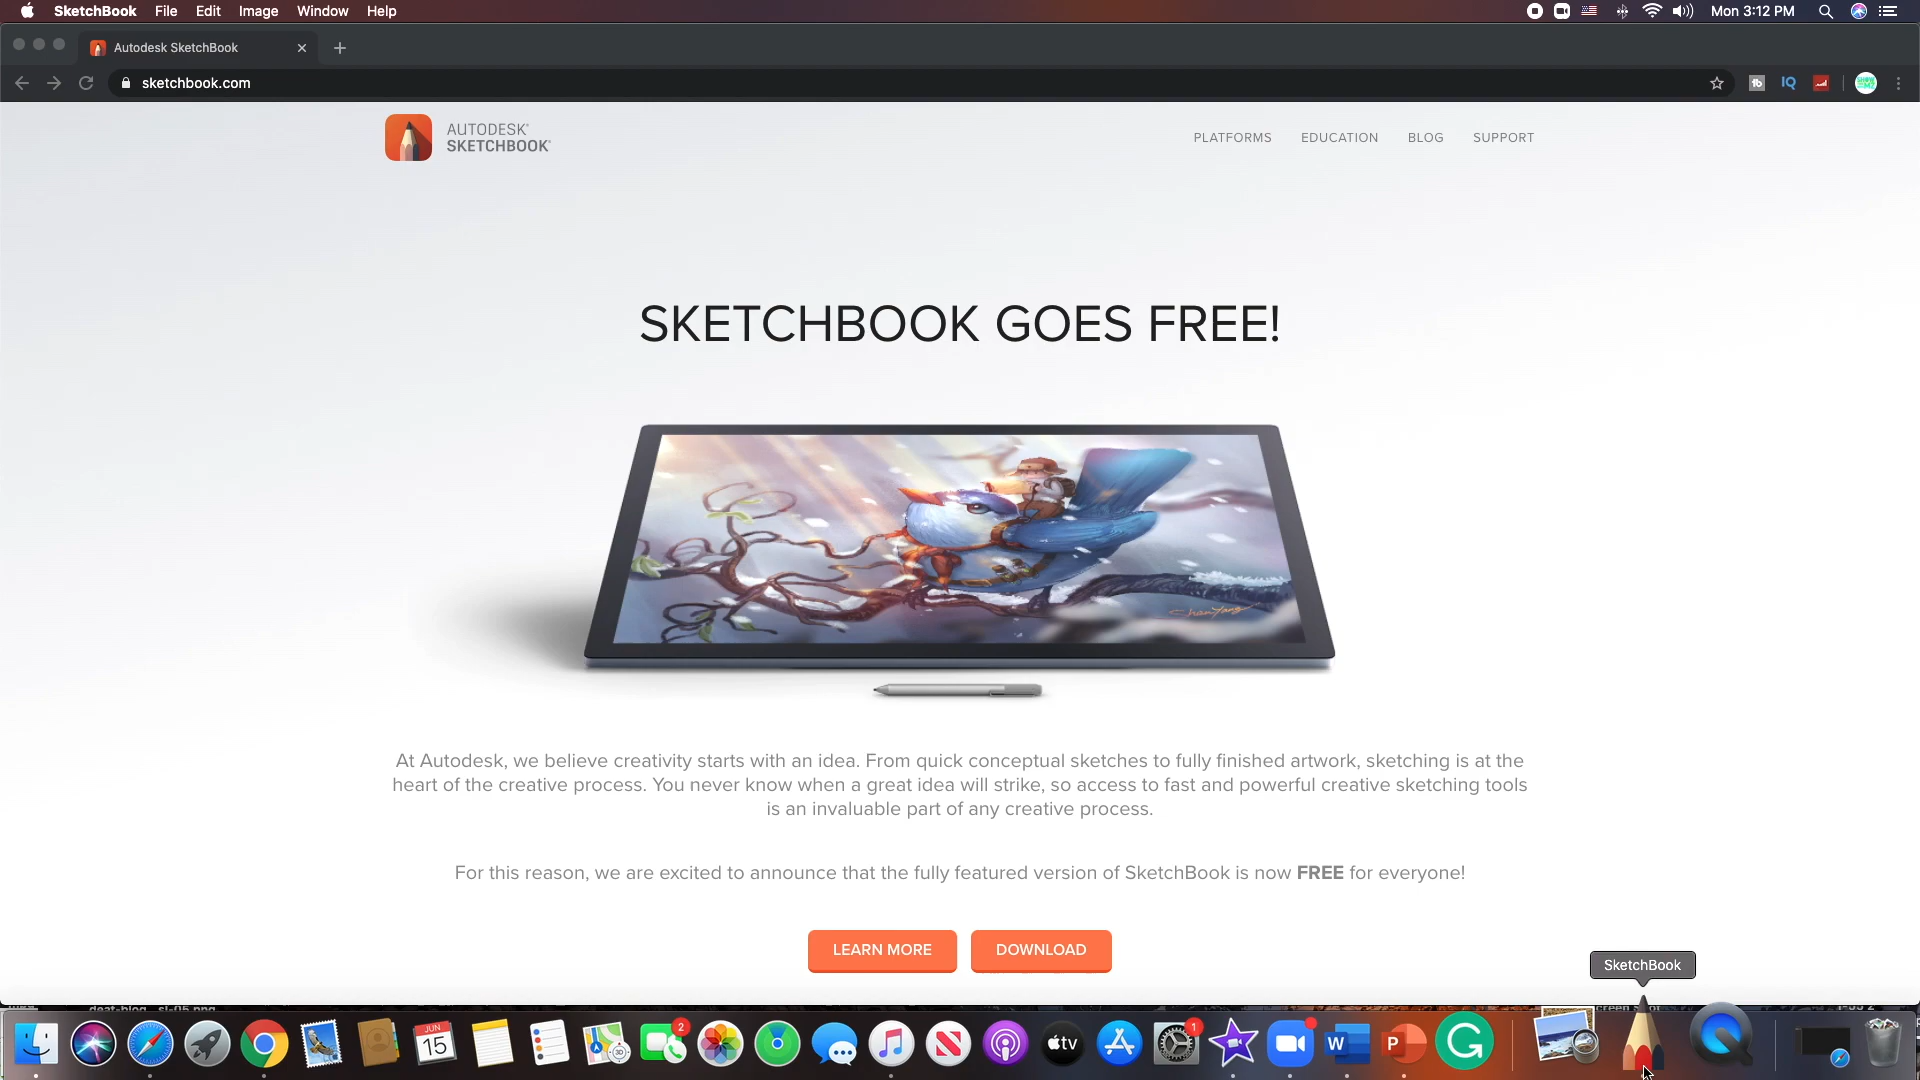 SketchBook File Edit Image Window Help
Mon 3:12 PM
Autodesk SketchBook
sketchbook.com
tb
IQ
AUTODESK®
SKETCHBOOK®
PLATFORMS EDUCATION BLOG SUPPORT
SKETCHBOOK GOES FREE!
At Autodesk, we believe creativity starts with an idea. From quick conceptual sketches to fully finished artwork, sketching is at the
heart of the creative process. You never know when a great idea will strike, so access to fast and powerful creative sketching tools
is an invaluable part of any creative process.
For this reason, we are excited to announce that the fully featured version of SketchBook is now FREE for everyone!
LEARN MORE DOWNLOAD
SketchBook
JUN
15
3D
2
tv
1
W
P